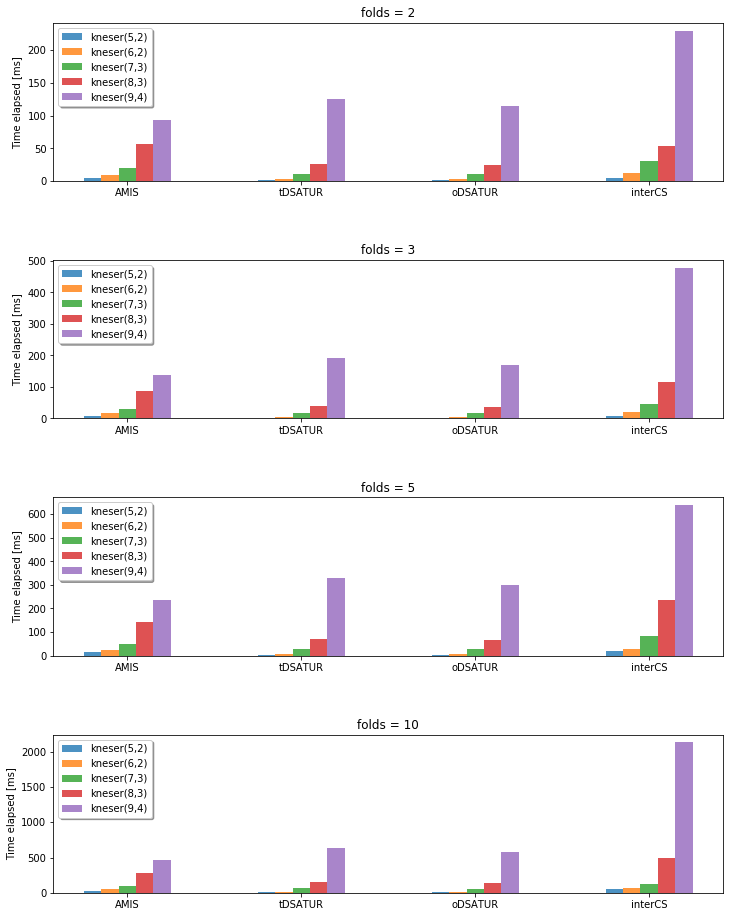 folds = 2
Time elapsed [ms]
200
150
100
50
0
kneser(5,2)
kneser(6,2)
kneser(7,3)
kneser(8,3)
kneser(9,4)
AMIS tDSATUR oDSATUR interCS
folds = 3
Time elapsed [ms]
500
400
300
200
100
0
kneser(5,2)
kneser(6,2)
kneser(7,3)
kneser(8,3)
kneser(9,4)
AMIS tDSATUR oDSATUR interCS
folds = 5
Time elapsed [ms]
600
500
400
300
200
100
0
kneser(5,2)
kneser(6,2)
kneser(7,3)
kneser(8,3)
kneser(9,4)
AMIS tDSATUR oDSATUR interCS
folds = 10
Time elapsed [ms]
2000
1500
1000
500
0
kneser(5,2)
kneser(6,2)
kneser(7,3)
kneser(8,3)
kneser(9,4)
AMIS tDSATUR oDSATUR interCS